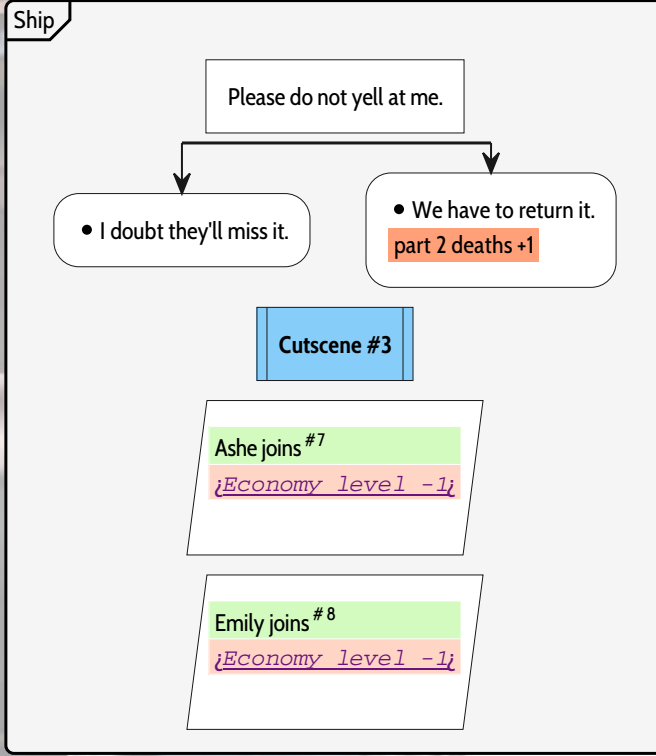 Ship
Please do not yell at me.
• I doubt they'll miss it.
• We have to return it.
part 2 deaths +1
Cutscene #3
Ashe joins #7
¿Economy level -1¿
Emily joins #8
¿Economy level -1¿